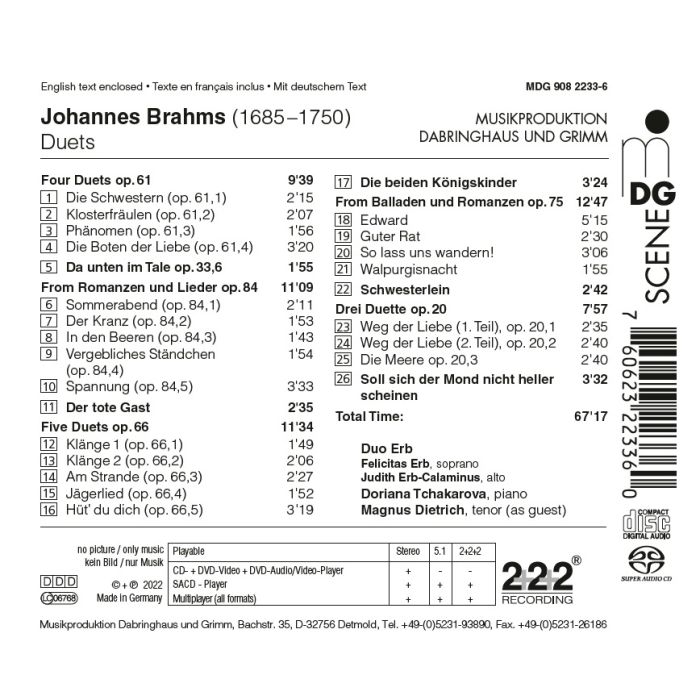 English text enclosed • Texte en français inclus • Mit deutschem Text
MDG 908 2233-6
Johannes Brahms (1685–1750)
Duets
MUSIKPRODUKTION
DABRINGHAUS UND GRIMM
Four Duets op. 61 9'39
1 Die Schwestern (op. 61,1) 2'15
2 Klosterfräulen (op. 61,2) 2'07
3 Phänomen (op. 61,3) 1'56
4 Die Boten der Liebe (op. 61,4) 3'20
5 Da unten im Tale op. 33,6 1'55
From Romanzen und Lieder op. 84 11'09
6 Sommerabend (op. 84,1) 2'11
7 Der Kranz (op. 84,2) 1'53
8 In den Beeren (op. 84,3) 1'43
9 Vergebliches Ständchen 1'54
(op. 84,4)
10 Spannung (op. 84,5) 3'33
11 Der tote Gast 2'35
Five Duets op. 66 11'34
12 Klänge 1 (op. 66,1) 1'49
13 Klänge 2 (op. 66,2) 2'06
14 Am Strande (op. 66,3) 2'27
15 Jägerlied (op. 66,4) 1'52
16 Hüt' du dich (op. 66,5) 3'19
17 Die beiden Königskinder 3'24
From Balladen und Romanzen op. 75 12'47
18 Edward 5'15
19 Guter Rat 2'30
20 So lass uns wandern! 3'06
21 Walpurgisnacht 1'55
22 Schwesterlein 2'42
Drei Duette op. 20 7'57
23 Weg der Liebe (1. Teil), op. 20,1 2'35
24 Weg der Liebe (2. Teil), op. 20,2 2'40
25 Die Meere op. 20,3 2'40
26 Soll sich der Mond nicht heller 3'32
scheinen
Total Time: 67'17
Duo Erb
Felicitas Erb, soprano
Judith Erb-Calaminus, alto
Doriana Tchakarova, piano
Magnus Dietrich, tenor (as guest)
mDG
SCENE
7 60623 22336 0
COMPACT
disc
DIGITAL AUDIO
SUPER AUDIO CD
no picture / only music
kein Bild / nur Musik
DDD
©+℗ 2022
LC 06768
Made in Germany
Playable Stereo 5.1 2+2+2
CD- + DVD-Video + DVD-Audio/Video-Player + - -
SACD - Player + + +
Multiplayer (all formats) + + +
2+2+2®
RECORDING
Musikproduktion Dabringhaus und Grimm, Bachstr. 35, D-32756 Detmold, Tel. +49-(0)5231-93890, Fax. +49-(0)5231-26186